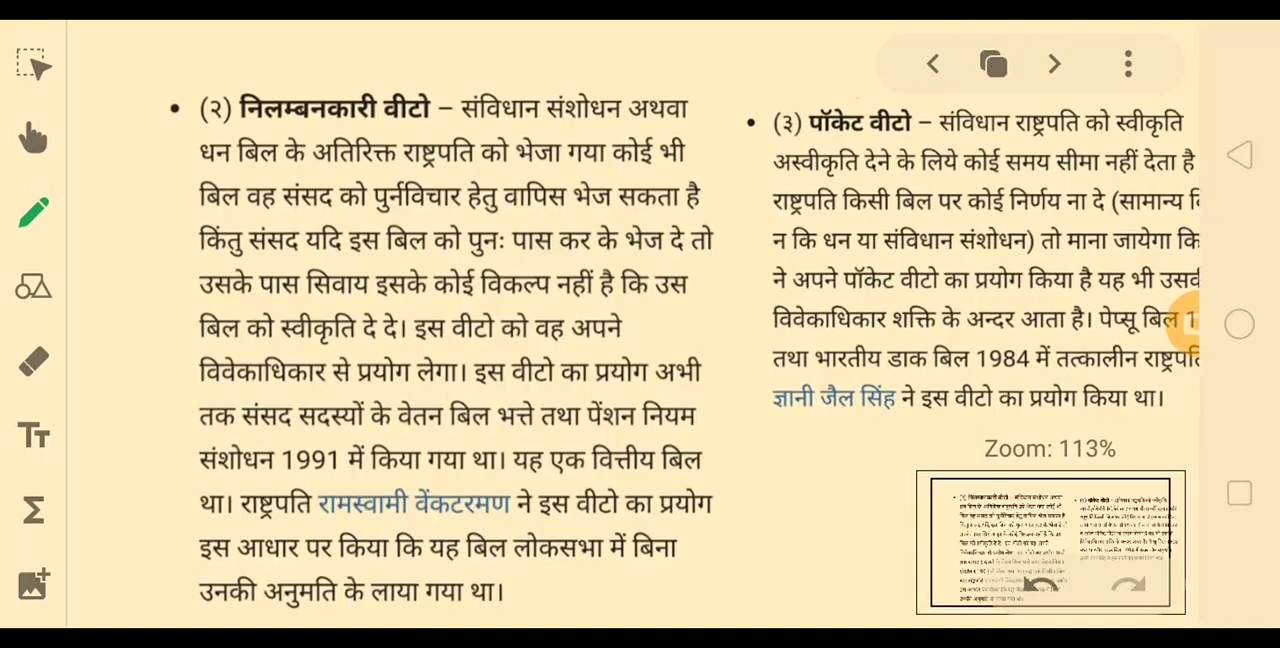 • (२) निलम्बनकारी वीटो – संविधान संशोधन अथवा
धन बिल के अतिरिक्त राष्ट्रपति को भेजा गया कोई भी
बिल वह संसद को पुर्नविचार हेतु वापिस भेज सकता है
किंतु संसद यदि इस बिल को पुनः पास कर के भेज दे तो
उसके पास सिवाय इसके कोई विकल्प नहीं है कि उस
बिल को स्वीकृति दे दे। इस वीटो को वह अपने
विवेकाधिकार से प्रयोग लेगा। इस वीटो का प्रयोग अभी
तक संसद सदस्यों के वेतन बिल भत्ते तथा पेंशन नियम
संशोधन 1991 में किया गया था। यह एक वित्तीय बिल
था। राष्ट्रपति रामस्वामी वेंकटरमण ने इस वीटो का प्रयोग
इस आधार पर किया कि यह बिल लोकसभा में बिना
उनकी अनुमति के लाया गया था।
• (३) पॉकेट वीटो – संविधान राष्ट्रपति को स्वीकृति
अस्वीकृति देने के लिये कोई समय सीमा नहीं देता है
राष्ट्रपति किसी बिल पर कोई निर्णय ना दे (सामान्य
न कि धन या संविधान संशोधन) तो माना जायेगा कि
ने अपने पॉकेट वीटो का प्रयोग किया है यह भी
विवेकाधिकार शक्ति के अन्दर आता है। पेप्सू बिल
तथा भारतीय डाक बिल 1984 में तत्कालीन
ज्ञानी जैल सिंह ने इस वीटो का प्रयोग किया था।
Zoom: 113%